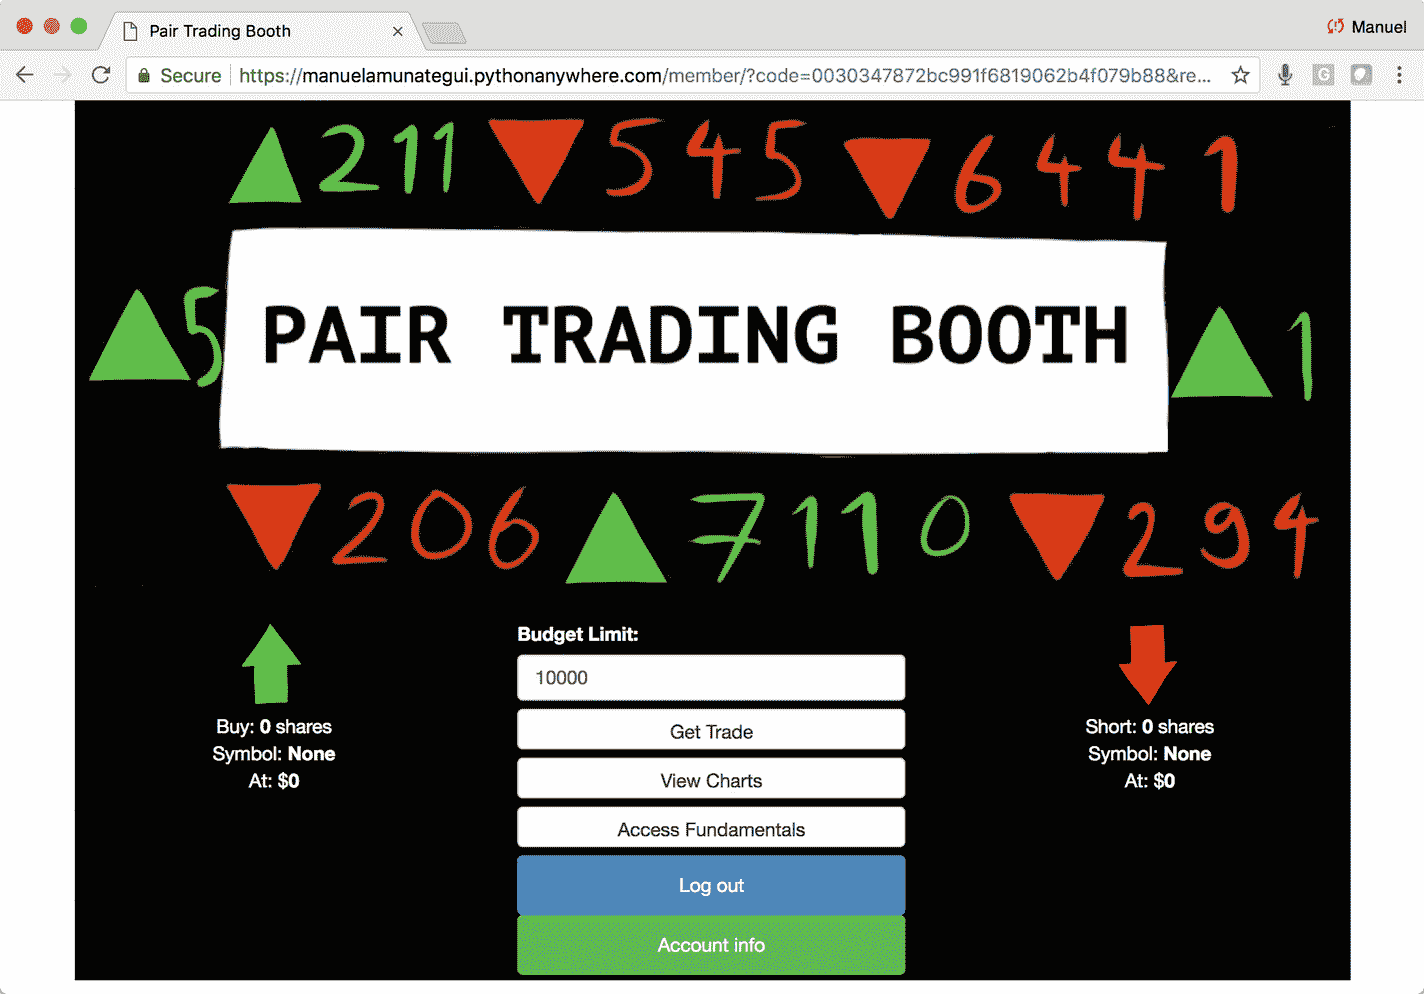 Pair Trading Booth
Manuel
Secure https://manuelamunategui.pythonanywhere.com/member/?code=0030347872bc991f6819062b4f079b88&re...
G
▲211 ▼545 ▼6441
▲5 PAIR TRADING BOOTH ▲1
▼206 ▲7110 ▼294
Budget Limit:
10000
Get Trade
View Charts
Access Fundamentals
Log out
Account info
Buy: 0 shares
Symbol: None
At: $0
Short: 0 shares
Symbol: None
At: $0